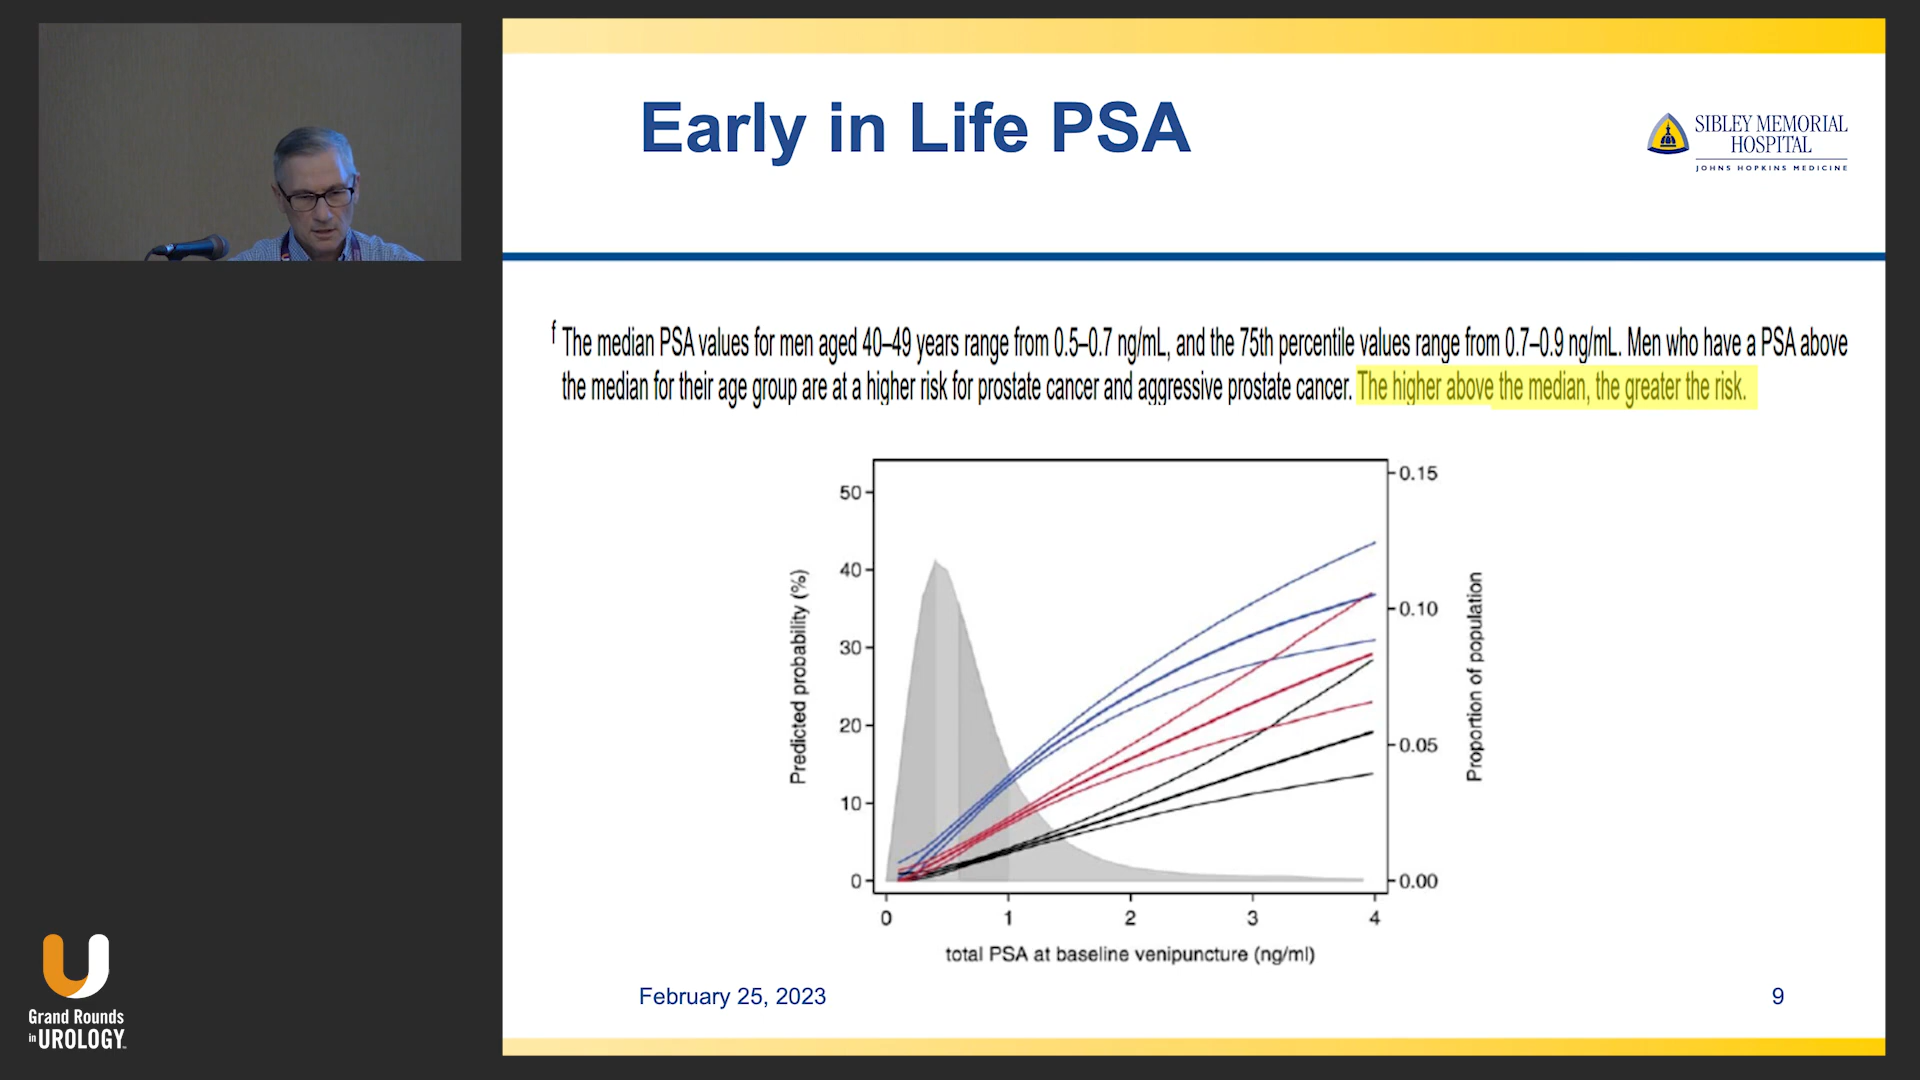 Early in Life PSA
SIBLEY MEMORIAL
HOSPITAL
JOHNS HOPKINS MEDICINE
f The median PSA values for men aged 40–49 years range from 0.5–0.7 ng/mL, and the 75th percentile values range from 0.7–0.9 ng/mL. Men who have a PSA above
the median for their age group are at a higher risk for prostate cancer and aggressive prostate cancer. The higher above the median, the greater the risk.
Predicted probability (%)
50
40
30
20
10
0
0.15
0.10
0.05
0.00
Proportion of population
0 1 2 3 4
total PSA at baseline venipuncture (ng/ml)
February 25, 2023
9
Grand Rounds
in UROLOGY